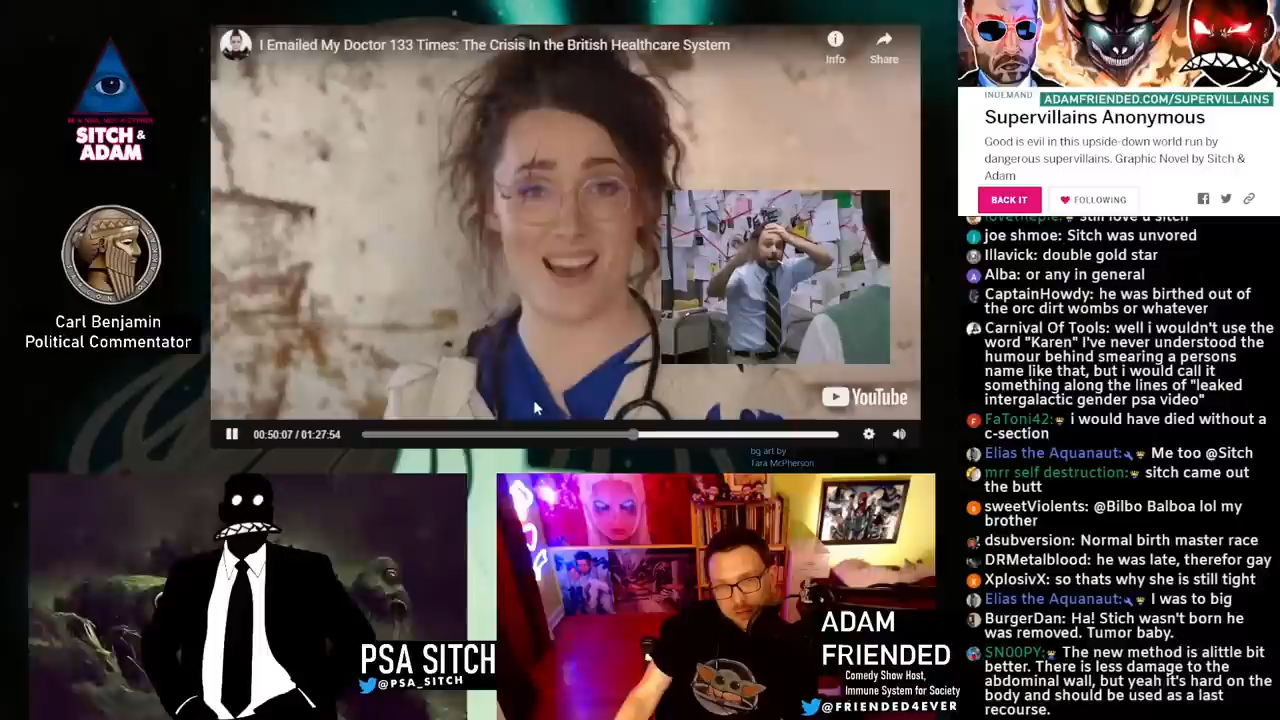 I Emailed My Doctor 133 Times: The Crisis In the British Healthcare System
Info
Share
YouTube
00:50:07 / 01:27:54
bg art by
Tara McPherson
SITCH &
ADAM
Carl Benjamin
Political Commentator
PSA SITCH
@PSA_SITCH
ADAM
FRIENDED
Comedy Show Host,
Immune System for Society
@FRIENDED4EVER
INDEMAND
ADAMFRIENDED.COM/SUPERVILLAINS
Supervillains Anonymous
Good is evil in this upside-down world run by
dangerous supervillains. Graphic Novel by Sitch &
Adam
BACK IT
FOLLOWING
still love u sitch
joe shmoe: Sitch was unvored
Illavick: double gold star
Alba: or any in general
CaptainHowdy: he was birthed out of
the orc dirt wombs or whatever
Carnival Of Tools: well i wouldn't use the
word "Karen" I've never understood the
humour behind smearing a persons
name like that, but i would call it
something along the lines of "leaked
intergalactic gender psa video"
FaToni42: i would have died without a
c-section
Elias the Aquanaut: Me too @Sitch
mrr self destruction: sitch came out
the butt
sweetViolents: @Bilbo Balboa lol my
brother
dsubversion: Normal birth master race
DRMetalblood: he was late, therefor gay
XplosivX: so thats why she is still tight
Elias the Aquanaut: I was to big
BurgerDan: Ha! Stich wasn't born he
was removed. Tumor baby.
SN00PY: The new method is alittle bit
better. There is less damage to the
abdominal wall, but yeah it's hard on the
body and should be used as a last
recourse.